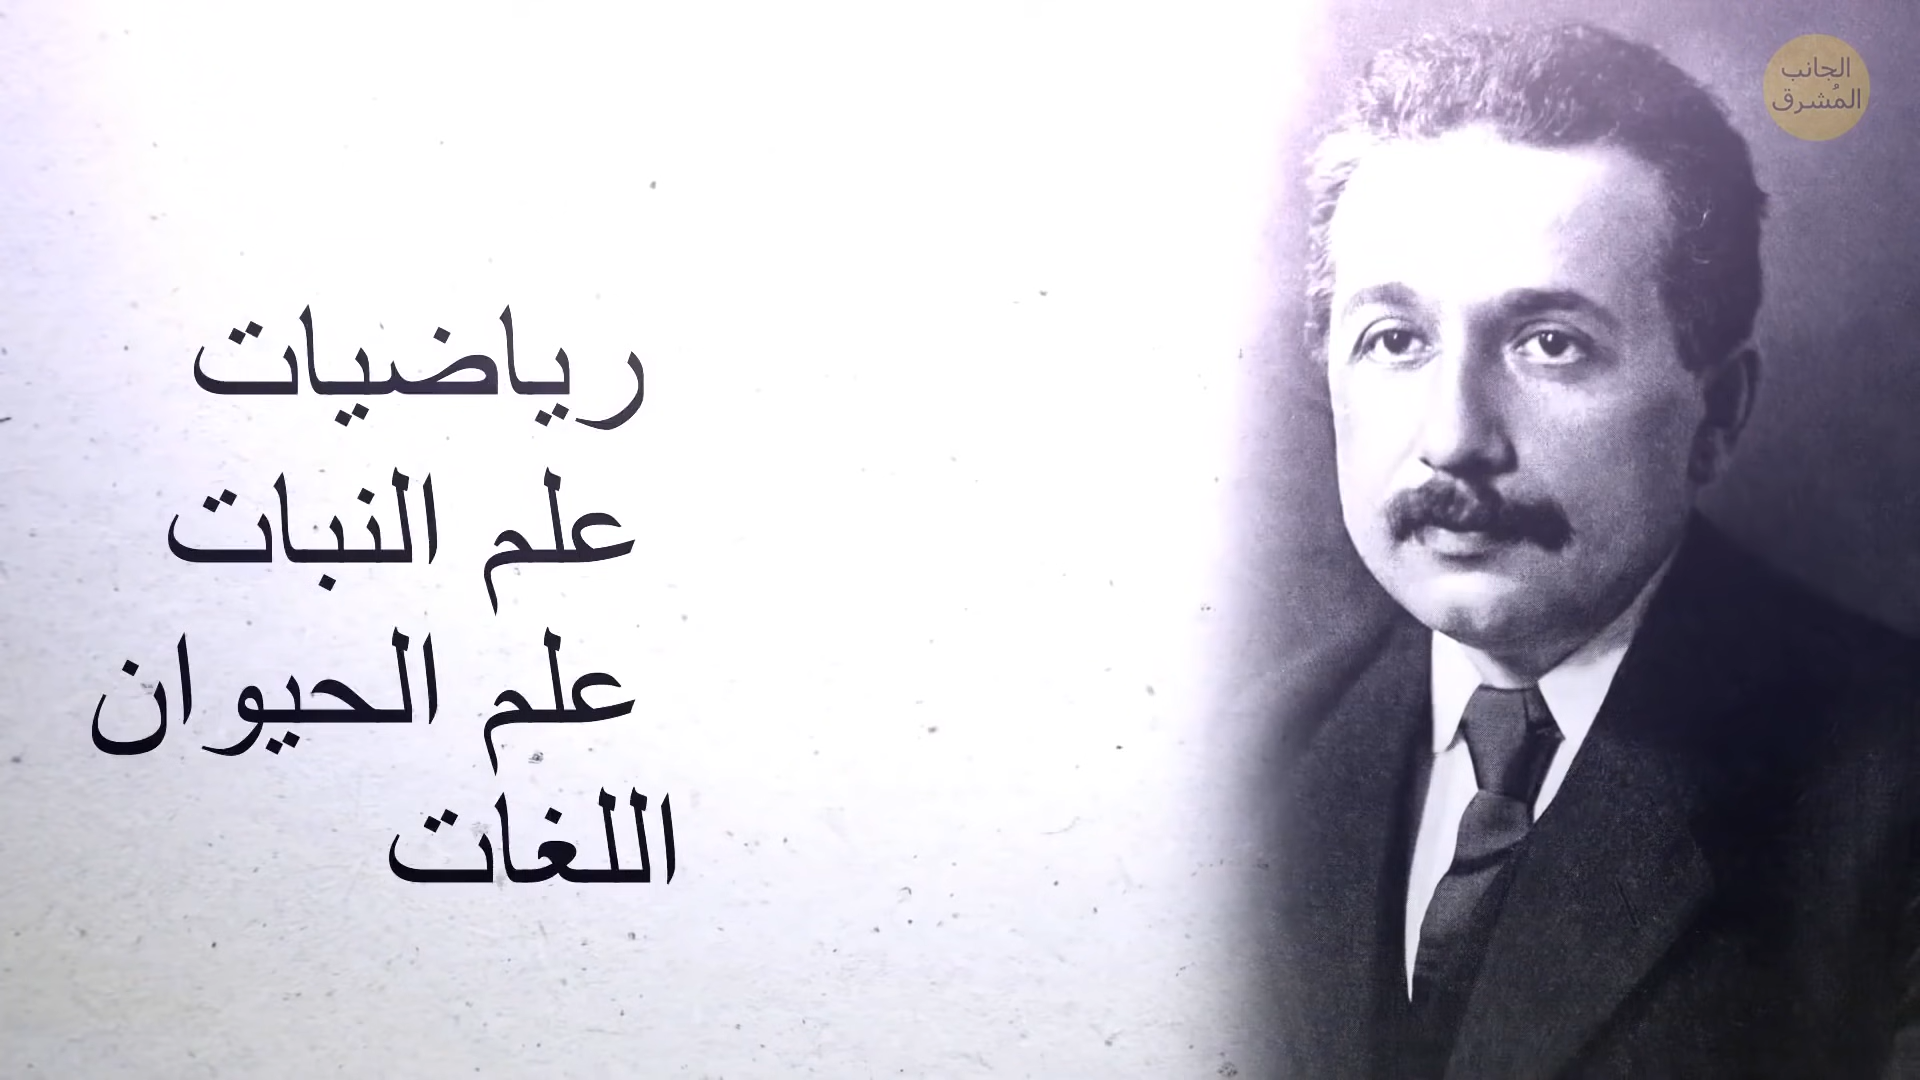 الجانب
المُشرق
رياضيات
علم النبات
علم الحيوان
اللغات